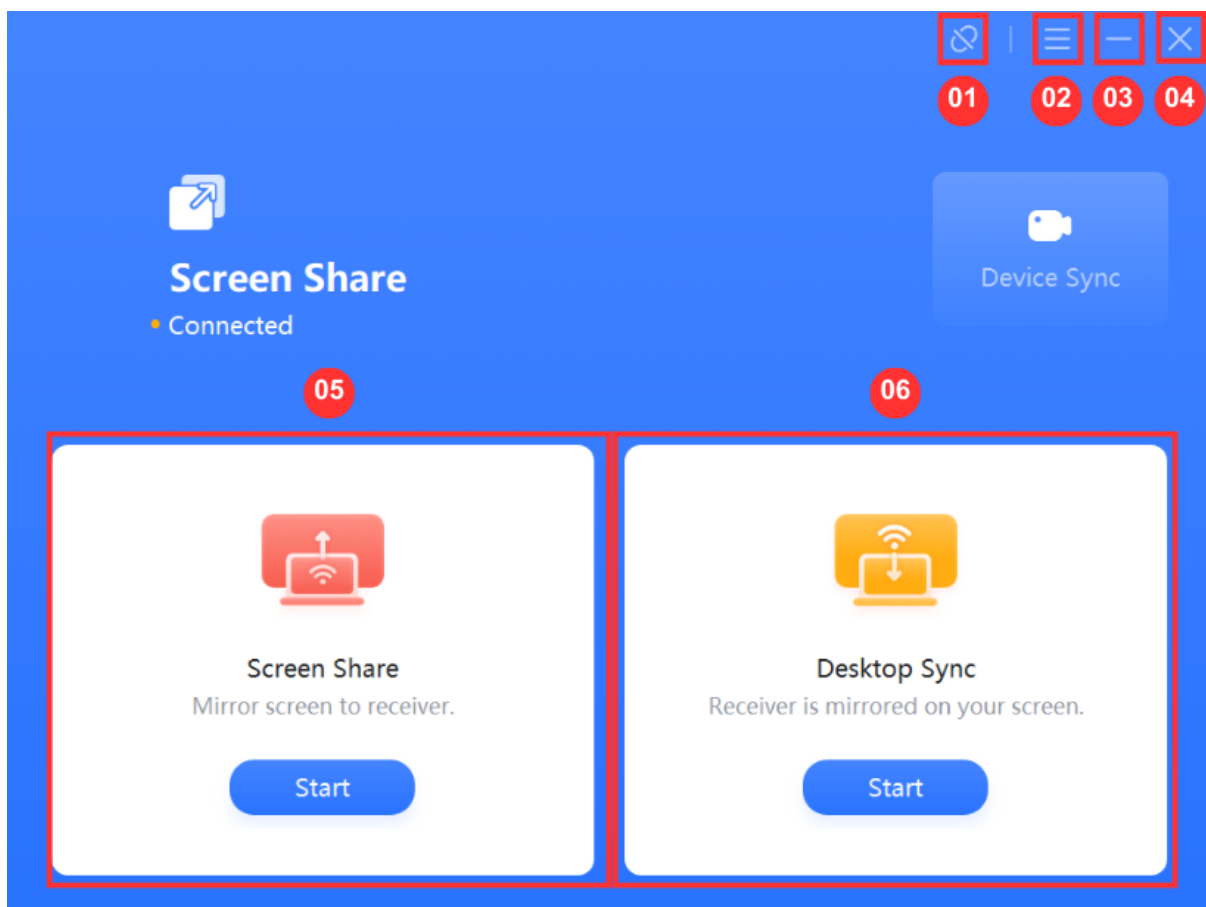 01 02 03 04
Screen Share
Connected
Device Sync
05
06
Screen Share
Mirror screen to receiver.
Start
Desktop Sync
Receiver is mirrored on your screen.
Start